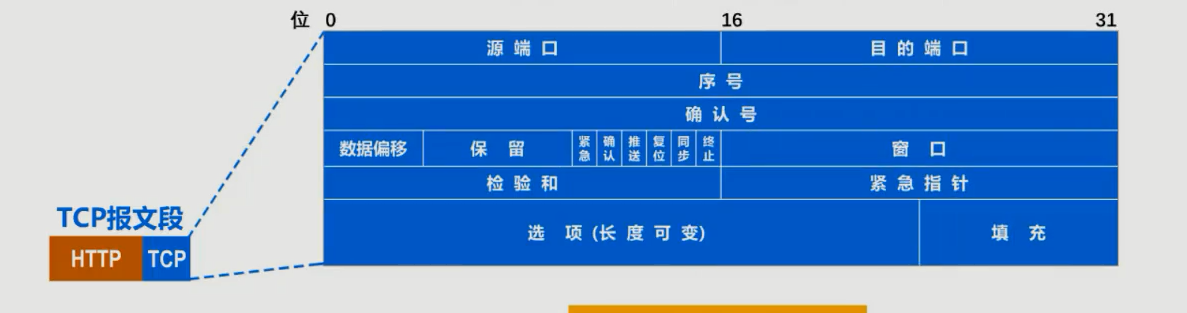 位 0 16 31
源端口 目的端口
序号
确认号
数据偏移 保留 紧急 确认 推送 复位 同步 终止 窗口
检验和 紧急指针
TCP报文段
选项(长度可变) 填充
HTTP TCP